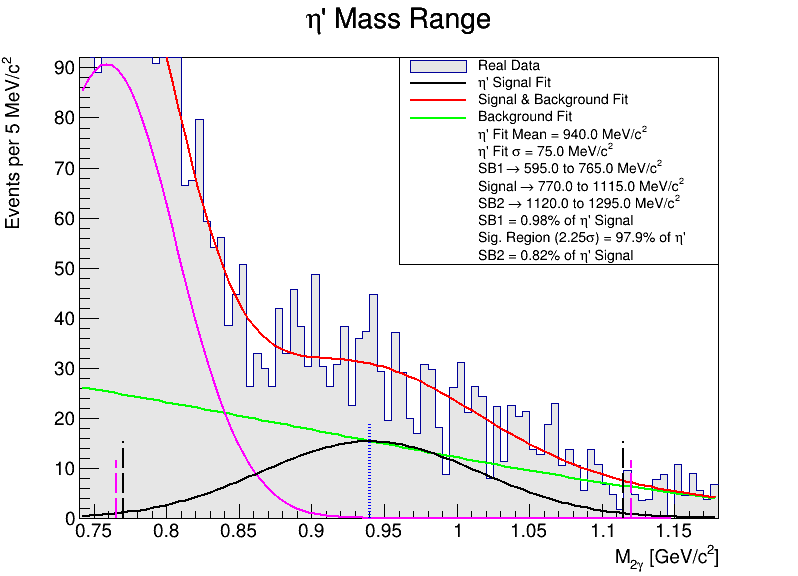 η' Mass Range
Events per 5 MeV/c²
90
80
70
60
50
40
30
20
10
0
Real Data
η' Signal Fit
Signal & Background Fit
Background Fit
η' Fit Mean = 940.0 MeV/c²
η' Fit σ = 75.0 MeV/c²
SB1 → 595.0 to 765.0 MeV/c²
Signal → 770.0 to 1115.0 MeV/c²
SB2 → 1120.0 to 1295.0 MeV/c²
SB1 = 0.98% of η' Signal
Sig. Region (2.25σ) = 97.9% of η'
SB2 = 0.82% of η' Signal
0.75 0.8 0.85 0.9 0.95 1 1.05 1.1 1.15
M₂γ [GeV/c²]